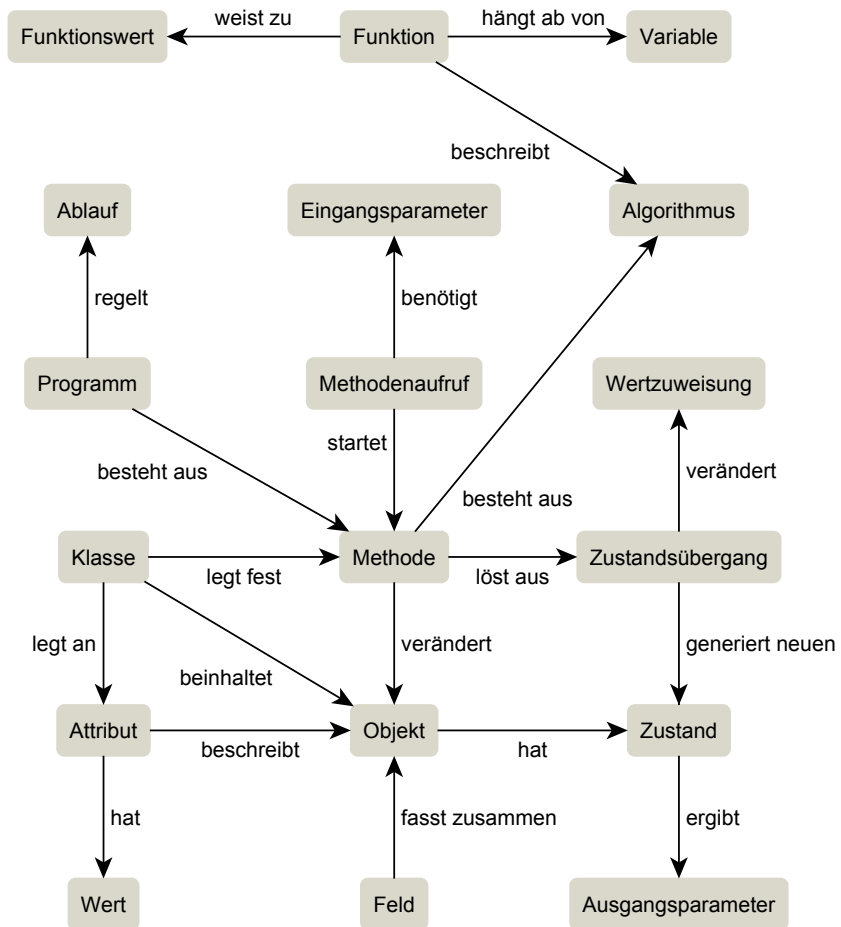 weist zu
hängt ab von
Funktionswert
Funktion
Variable
beschreibt
Ablauf
Eingangsparameter
Algorithmus
regelt
benötigt
Programm
Methodenaufruf
Wertzuweisung
startet
besteht aus
besteht aus
verändert
Klasse
Methode
Zustandsübergang
legt fest
löst aus
legt an
verändert
generiert neuen
beinhaltet
Attribut
Objekt
Zustand
beschreibt
hat
hat
fasst zusammen
ergibt
Wert
Feld
Ausgangsparameter